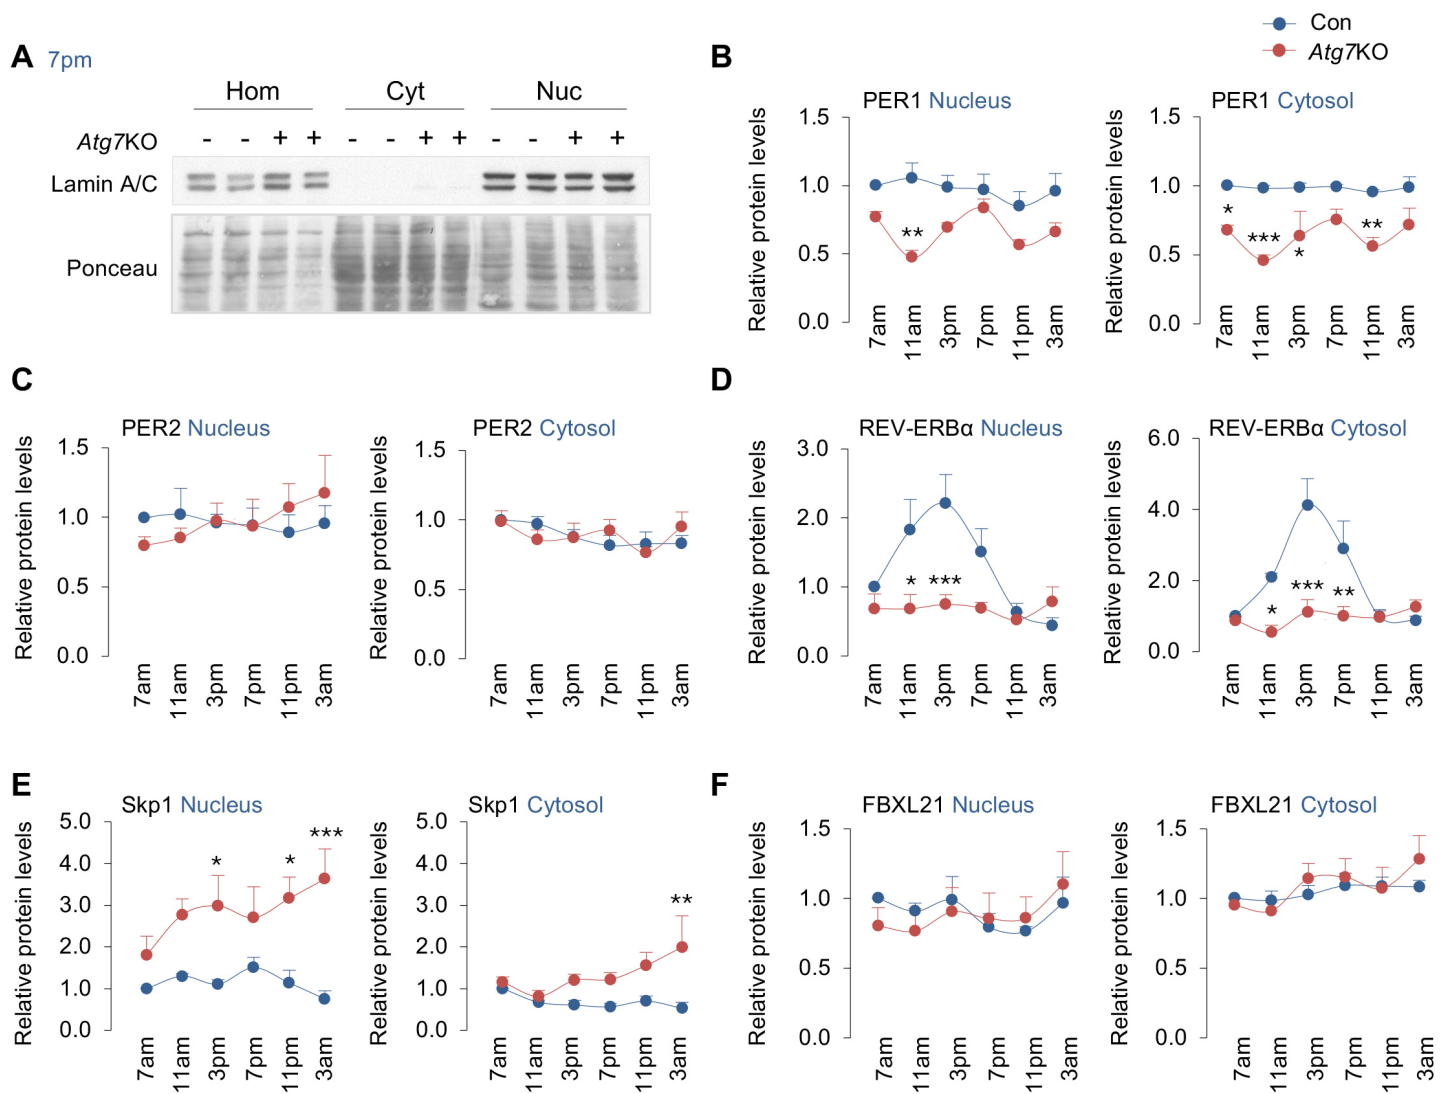 Con
Atg7KO
A 7pm
Hom Cyt Nuc
Atg7KO - - + + - - + + - - + +
Lamin A/C
Ponceau
B
PER1 Nucleus
Relative protein levels
1.5
1.0
0.5
0.0
**
7am 11am 3pm 7pm 11pm 3am
PER1 Cytosol
Relative protein levels
1.5
1.0
0.5
0.0
* *** * **
7am 11am 3pm 7pm 11pm 3am
C
PER2 Nucleus
Relative protein levels
1.5
1.0
0.5
0.0
7am 11am 3pm 7pm 11pm 3am
PER2 Cytosol
Relative protein levels
1.5
1.0
0.5
0.0
7am 11am 3pm 7pm 11pm 3am
D
REV-ERBα Nucleus
Relative protein levels
3.0
2.0
1.0
0.0
* ***
7am 11am 3pm 7pm 11pm 3am
REV-ERBα Cytosol
Relative protein levels
6.0
4.0
2.0
0.0
* *** **
7am 11am 3pm 7pm 11pm 3am
E
Skp1 Nucleus
Relative protein levels
5.0
4.0
3.0
2.0
1.0
0.0
* * ***
7am 11am 3pm 7pm 11pm 3am
Skp1 Cytosol
Relative protein levels
5.0
4.0
3.0
2.0
1.0
0.0
**
7am 11am 3pm 7pm 11pm 3am
F
FBXL21 Nucleus
Relative protein levels
1.5
1.0
0.5
0.0
7am 11am 3pm 7pm 11pm 3am
FBXL21 Cytosol
Relative protein levels
1.5
1.0
0.5
0.0
7am 11am 3pm 7pm 11pm 3am